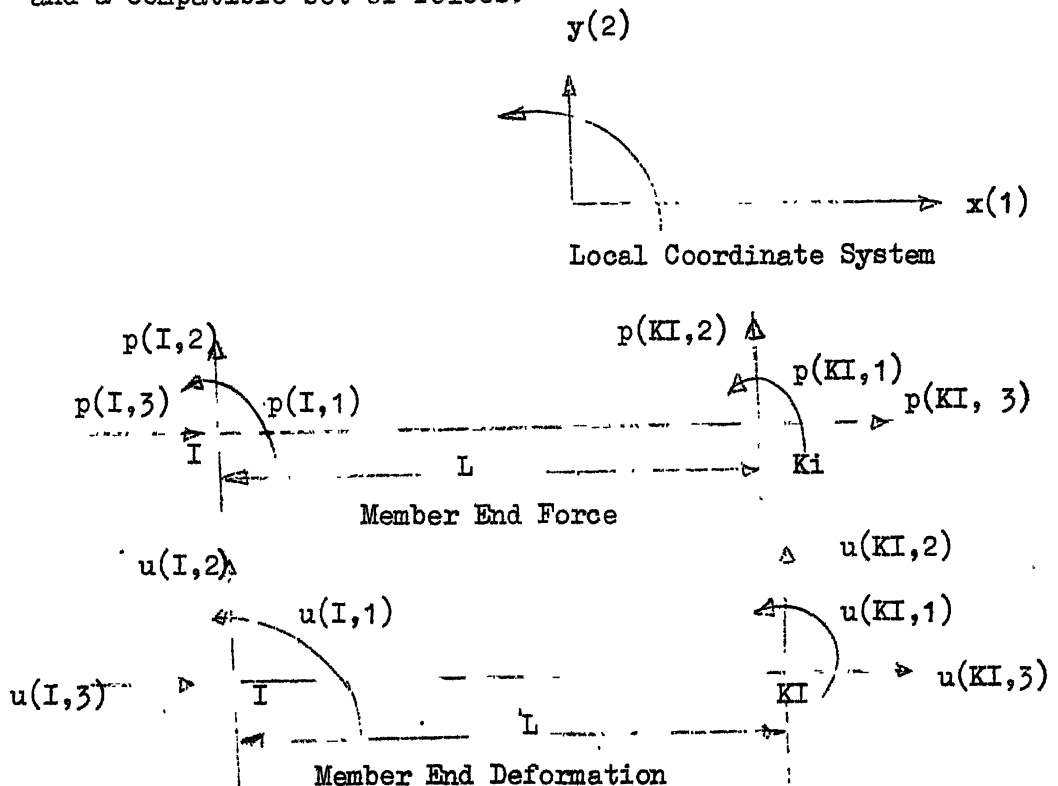 and a compatible set of forces.
y(2)
x(1)
Local Coordinate System
p(I,2)
p(KI,2)
p(I,3)
p(I,1)
p(KI,1)
p(KI, 3)
I
L
Ki
Member End Force
u(I,2)
u(KI,2)
u(I,1)
u(KI,1)
u(I,3)
I
KI
u(KI,3)
L
Member End Deformation